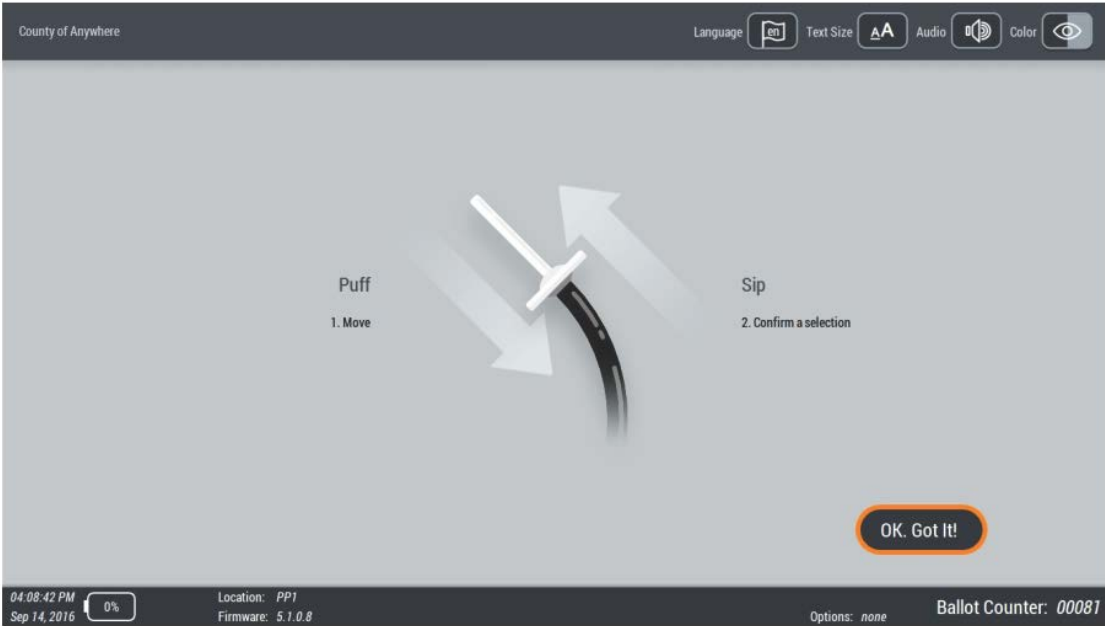 County of Anywhere
Language en Text Size AA Audio Color
Puff
1. Move
Sip
2. Confirm a selection
OK. Got It!
04:08:42 PM
Sep 14, 2016
0%
Location: PP1
Firmware: 5.1.0.8
Options: none
Ballot Counter: 00081